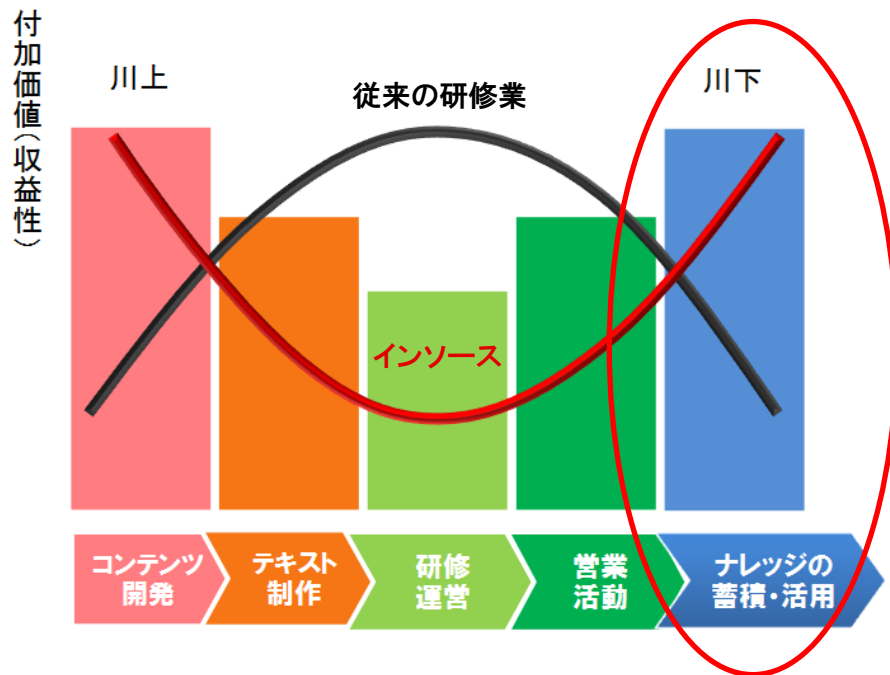 付加価値(収益性)
川上
従来の研修業
川下
インソース
コンテンツ
開発
テキスト
制作
研修
運営
営業
活動
ナレッジの
蓄積・活用